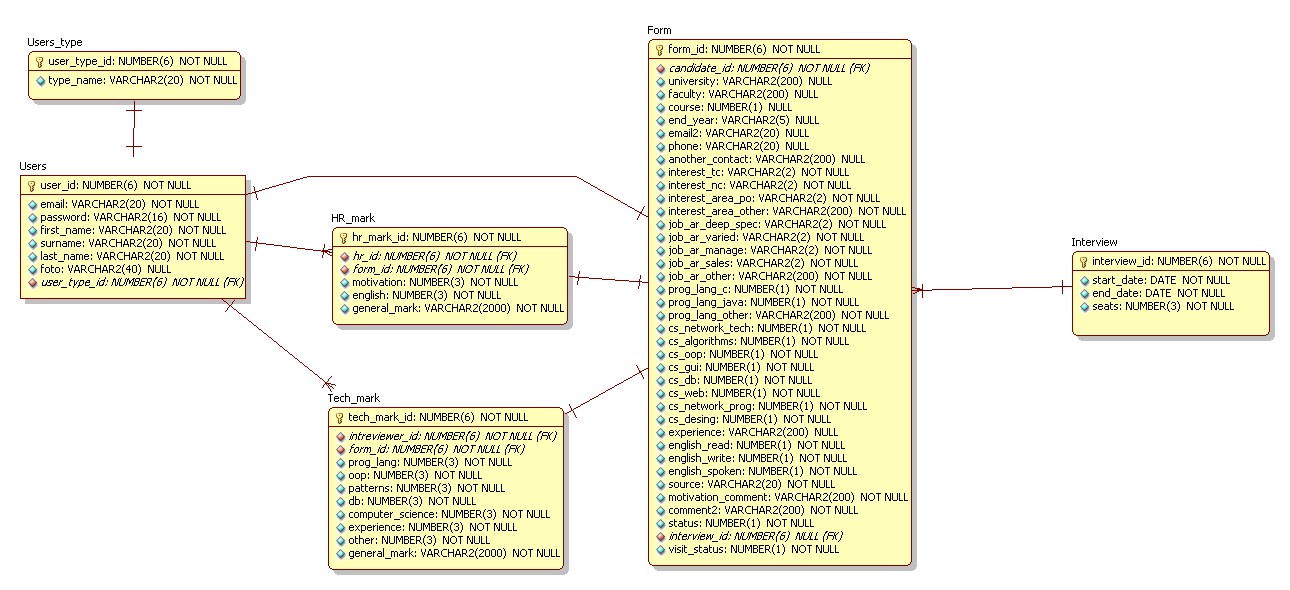 Users_type
user_type_id: NUMBER(6) NOT NULL
type_name: VARCHAR2(20) NOT NULL
Users
user_id: NUMBER(6) NOT NULL
email: VARCHAR2(20) NOT NULL
password: VARCHAR2(16) NOT NULL
first_name: VARCHAR2(20) NOT NULL
surname: VARCHAR2(20) NOT NULL
last_name: VARCHAR2(20) NOT NULL
foto: VARCHAR2(40) NULL
user_type_id: NUMBER(6) NOT NULL (FK)
HR_mark
hr_mark_id: NUMBER(6) NOT NULL
hr_id: NUMBER(6) NOT NULL (FK)
form_id: NUMBER(6) NOT NULL (FK)
motivation: NUMBER(3) NOT NULL
english: NUMBER(3) NOT NULL
general_mark: VARCHAR2(2000) NOT NULL
Tech_mark
tech_mark_id: NUMBER(6) NOT NULL
intreviewer_id: NUMBER(6) NOT NULL (FK)
form_id: NUMBER(6) NOT NULL (FK)
prog_lang: NUMBER(3) NOT NULL
oop: NUMBER(3) NOT NULL
patterns: NUMBER(3) NOT NULL
db: NUMBER(3) NOT NULL
computer_science: NUMBER(3) NOT NULL
experience: NUMBER(3) NOT NULL
other: NUMBER(3) NOT NULL
general_mark: VARCHAR2(2000) NOT NULL
Form
form_id: NUMBER(6) NOT NULL
candidate_id: NUMBER(6) NOT NULL (FK)
university: VARCHAR2(200) NULL
faculty: VARCHAR2(200) NULL
course: NUMBER(1) NULL
end_year: VARCHAR2(5) NULL
email2: VARCHAR2(20) NULL
phone: VARCHAR2(20) NULL
another_contact: VARCHAR2(200) NULL
interest_tc: VARCHAR2(2) NULL
interest_nc: VARCHAR2(2) NULL
interest_area_po: VARCHAR2(2) NULL
interest_area_other: VARCHAR2(200) NULL
job_ar_deep_spec: VARCHAR2(2) NULL
job_ar_varied: VARCHAR2(2) NULL
job_ar_manage: VARCHAR2(2) NULL
job_ar_sales: VARCHAR2(2) NULL
job_ar_other: VARCHAR2(200) NULL
prog_lang_c: NUMBER(1) NOT NULL
prog_lang_java: NUMBER(1) NOT NULL
prog_lang_other: VARCHAR2(200) NULL
cs_network_tech: NUMBER(1) NOT NULL
cs_algorithms: NUMBER(1) NOT NULL
cs_oop: NUMBER(1) NOT NULL
cs_gui: NUMBER(1) NOT NULL
cs_db: NUMBER(1) NOT NULL
cs_web: NUMBER(1) NOT NULL
cs_network_prog: NUMBER(1) NOT NULL
cs_desing: NUMBER(1) NOT NULL
experience: VARCHAR2(200) NULL
english_read: NUMBER(1) NOT NULL
english_write: NUMBER(1) NOT NULL
english_spoken: NUMBER(1) NOT NULL
source: VARCHAR2(20) NOT NULL
motivation_comment: VARCHAR2(200) NOT NULL
comment2: VARCHAR2(200) NOT NULL
status: NUMBER(1) NOT NULL
interview_id: NUMBER(6) NULL (FK)
visit_status: NUMBER(1) NOT NULL
Interview
interview_id: NUMBER(6) NOT NULL
start_date: DATE NOT NULL
end_date: DATE NOT NULL
seats: NUMBER(3) NOT NULL